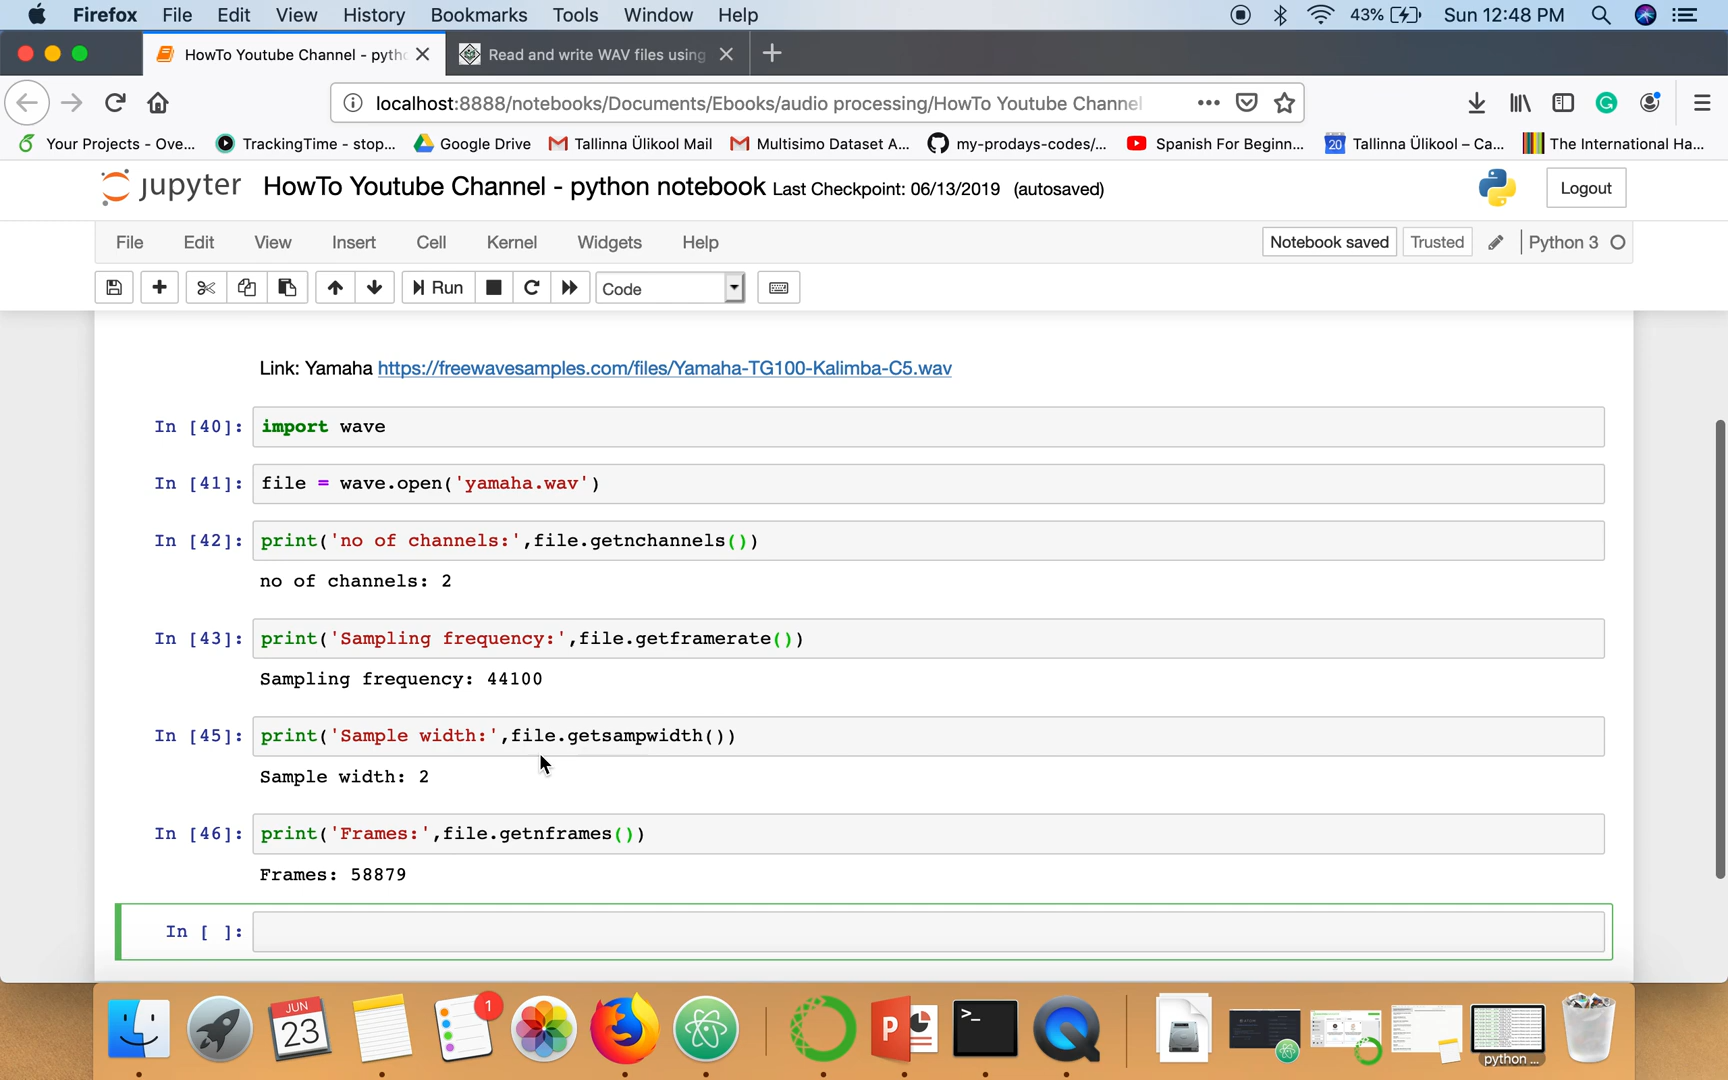 Firefox File Edit View History Bookmarks Tools Window Help 43% Sun 12:48 PM
HowTo Youtube Channel - pytho Read and write WAV files using
localhost:8888/notebooks/Documents/Ebooks/audio processing/HowTo Youtube Channel
Your Projects - Ove... TrackingTime - stop... Google Drive Tallinna Ülikool Mail Multisimo Dataset A... my-prodays-codes/... Spanish For Beginn... 20 Tallinna Ülikool – Ca... The International Ha...
jupyter HowTo Youtube Channel - python notebook Last Checkpoint: 06/13/2019 (autosaved) Logout
File Edit View Insert Cell Kernel Widgets Help Notebook saved Trusted Python 3
Run Code
Link: Yamaha https://freewavesamples.com/files/Yamaha-TG100-Kalimba-C5.wav
In [40]: import wave
In [41]: file = wave.open('yamaha.wav')
In [42]: print('no of channels:',file.getnchannels())
no of channels: 2
In [43]: print('Sampling frequency:',file.getframerate())
Sampling frequency: 44100
In [45]: print('Sample width:',file.getsampwidth())
Sample width: 2
In [46]: print('Frames:',file.getnframes())
Frames: 58879
In [ ]:
JUN
23
1
P
>_
python ...